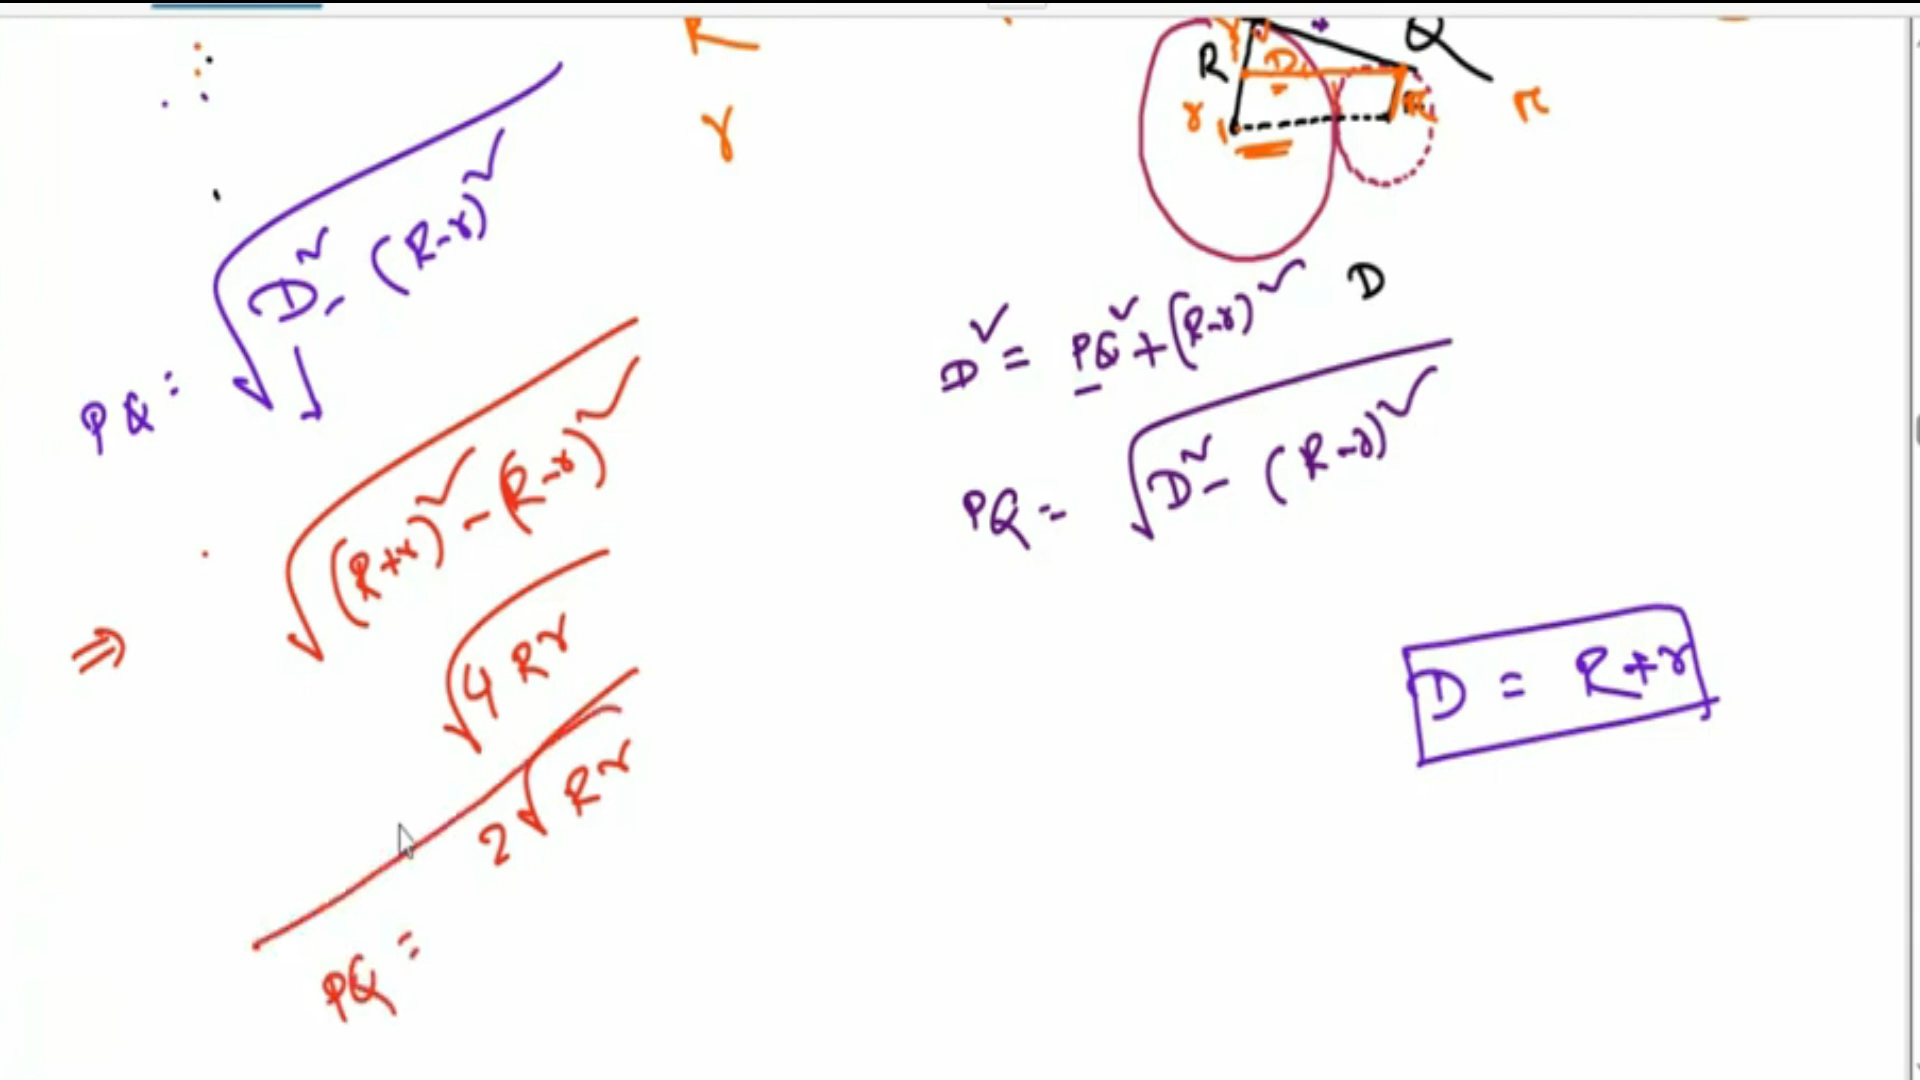 R
r
R
D
Q
r
r
PQ = √D² - (R-r)²
D
D² = PQ² + (R-r)²
PQ = √D² - (R-r)²
⇒ √(R+r)² - (R-r)²
√4Rr
D = R+r
2√Rr
PQ =